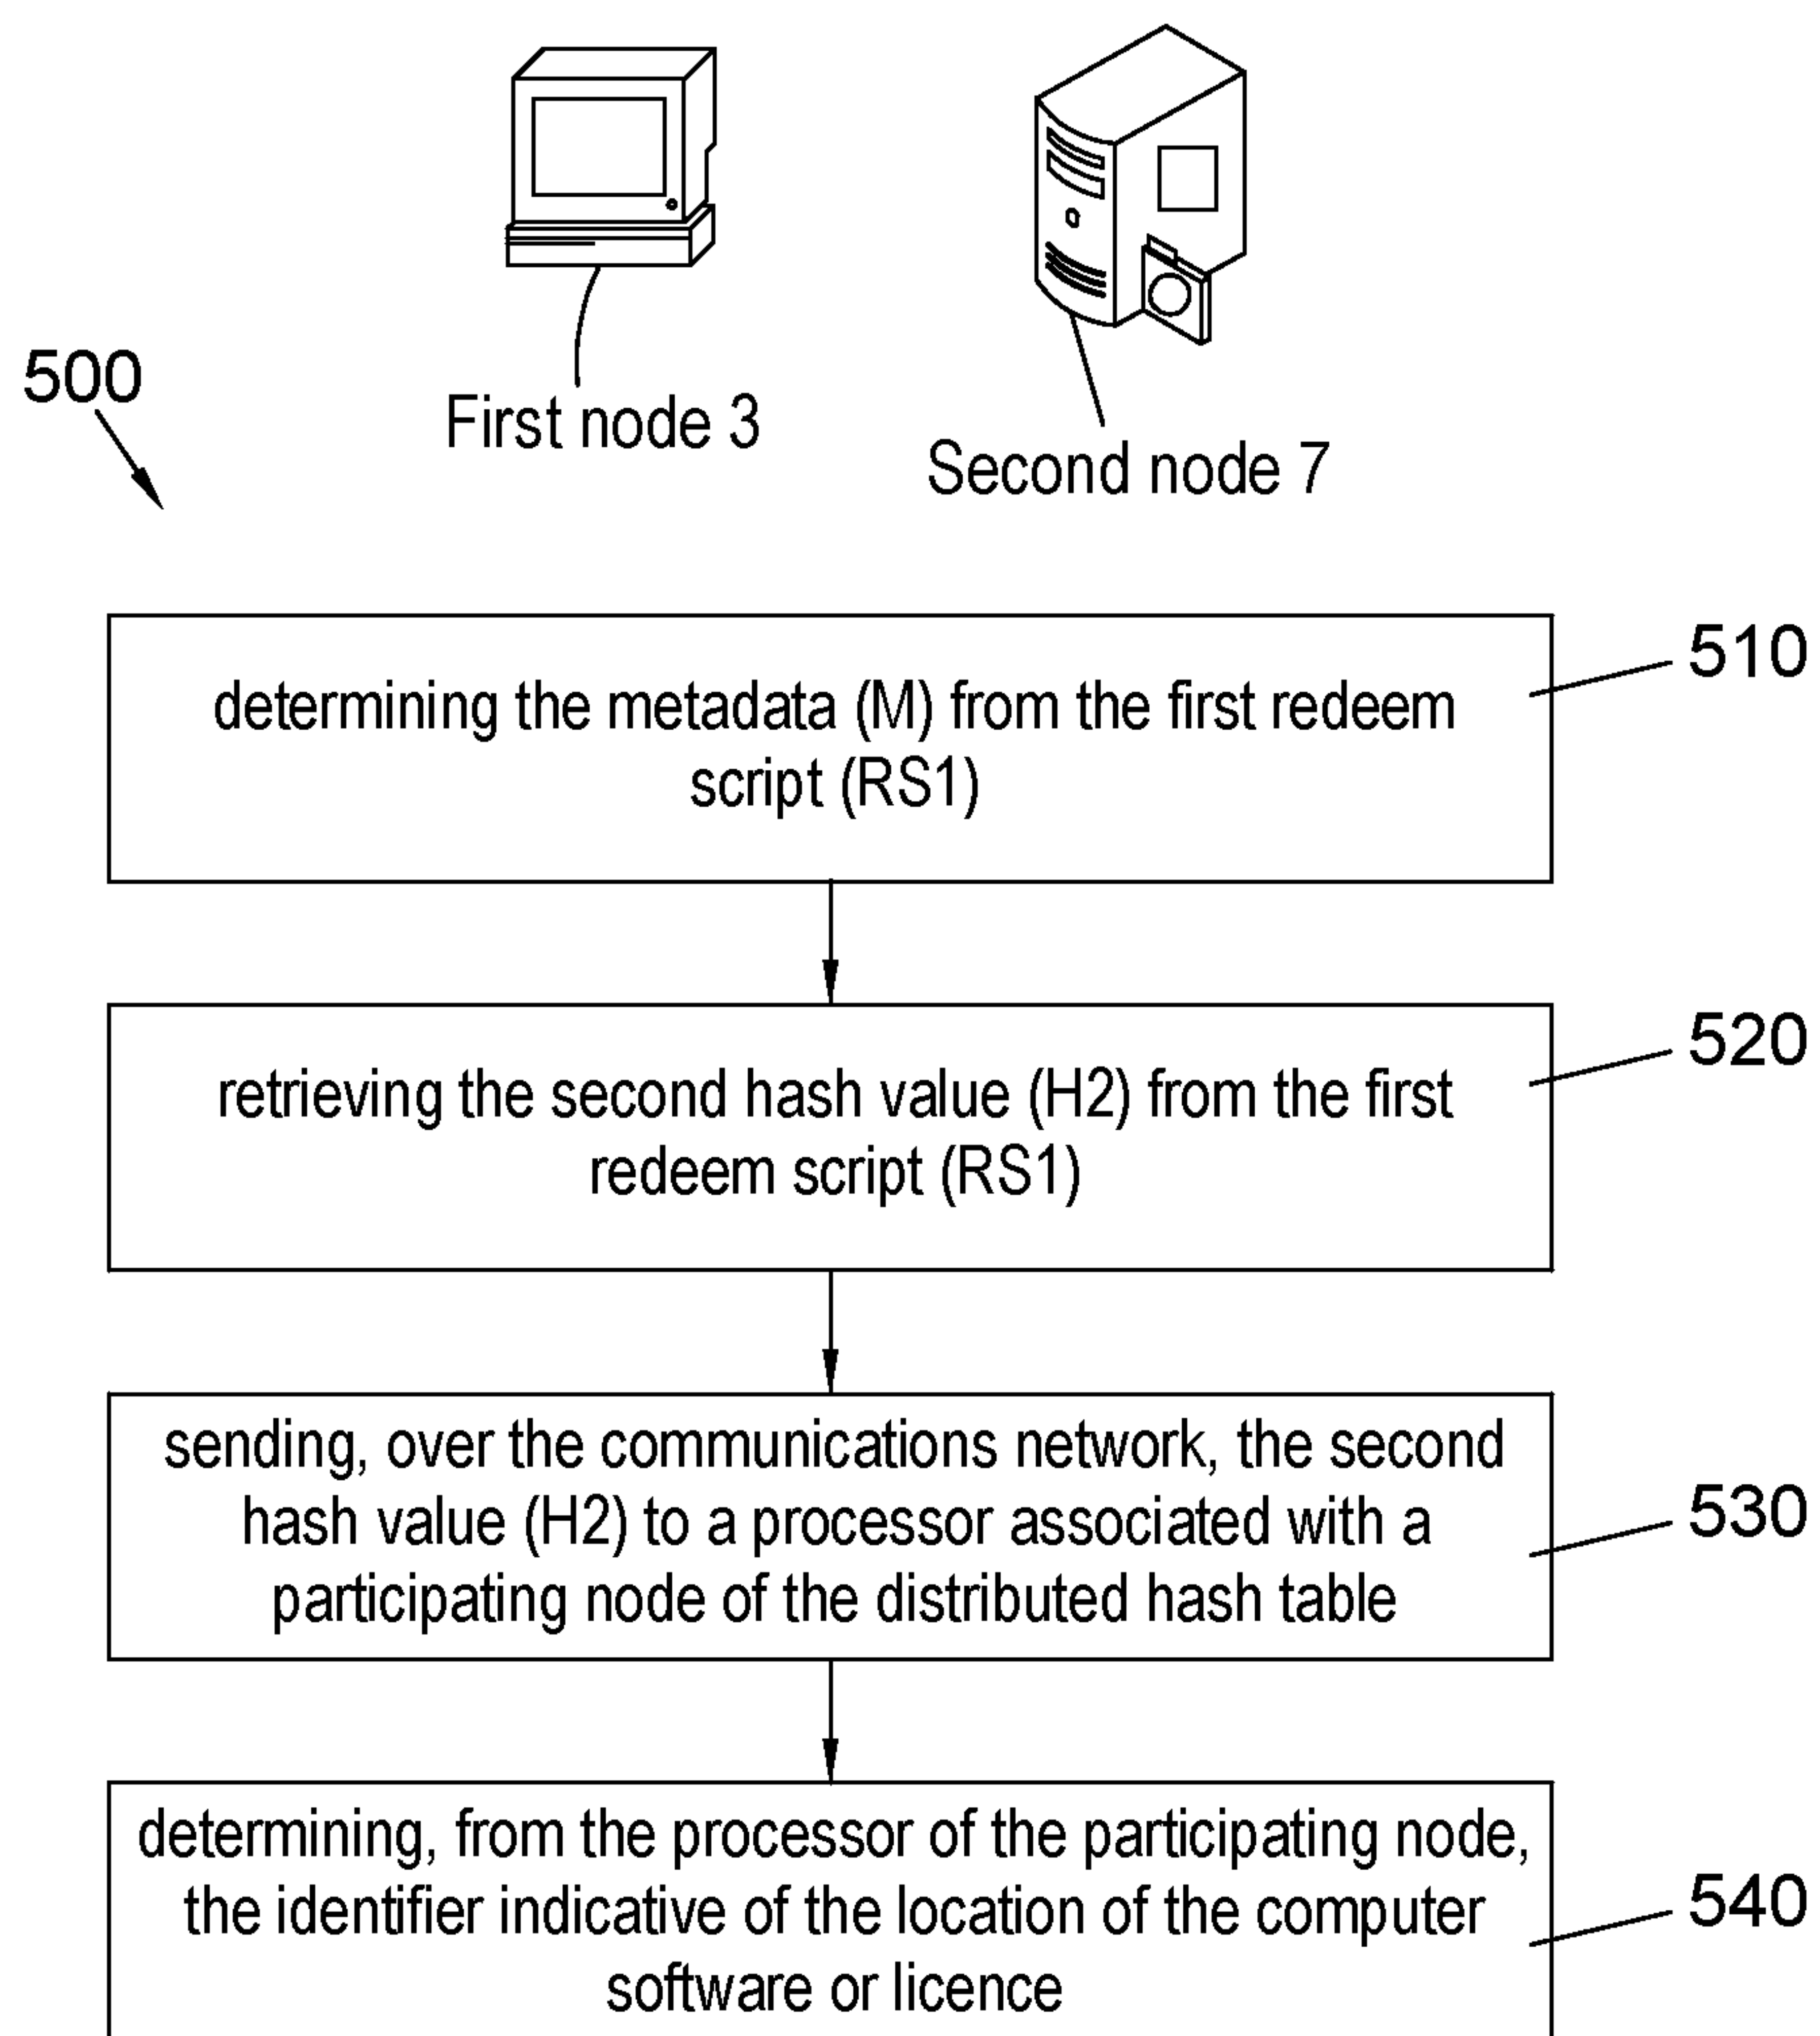 500
First node 3
Second node 7
determining the metadata (M) from the first redeem
script (RS1)
510
retrieving the second hash value (H2) from the first
redeem script (RS1)
520
sending, over the communications network, the second
hash value (H2) to a processor associated with a
participating node of the distributed hash table
530
determining, from the processor of the participating node,
the identifier indicative of the location of the computer
software or licence
540